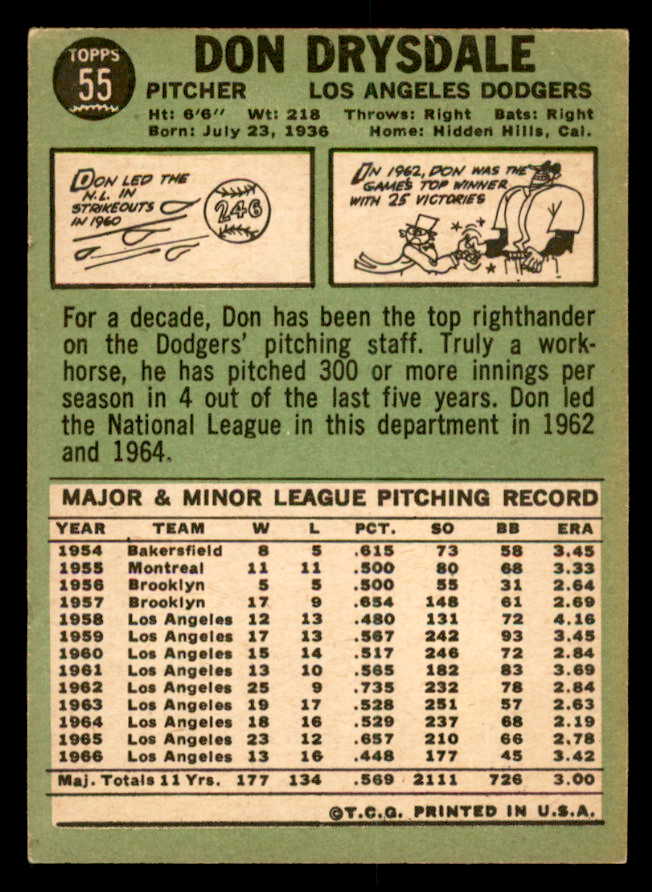 TOPPS
55
DON DRYSDALE
PITCHER LOS ANGELES DODGERS
Ht: 6'6" Wt: 218 Throws: Right Bats: Right
Born: July 23, 1936 Home: Hidden Hills, Cal.
DON LED THE
N.L. IN
STRIKEOUTS
IN 1960
246
IN 1962, DON WAS THE
GAME'S TOP WINNER
WITH 25 VICTORIES
For a decade, Don has been the top righthander
on the Dodgers' pitching staff. Truly a work-
horse, he has pitched 300 or more innings per
season in 4 out of the last five years. Don led
the National League in this department in 1962
and 1964.
MAJOR & MINOR LEAGUE PITCHING RECORD
YEAR TEAM W L PCT. SO BB ERA
1954 Bakersfield 8 5 .615 73 58 3.45
1955 Montreal 11 11 .500 80 68 3.33
1956 Brooklyn 5 5 .500 55 31 2.64
1957 Brooklyn 17 9 .654 148 61 2.69
1958 Los Angeles 12 13 .480 131 72 4.16
1959 Los Angeles 17 13 .567 242 93 3.45
1960 Los Angeles 15 14 .517 246 72 2.84
1961 Los Angeles 13 10 .565 182 83 3.69
1962 Los Angeles 25 9 .735 232 78 2.84
1963 Los Angeles 19 17 .528 251 57 2.63
1964 Los Angeles 18 16 .529 237 68 2.19
1965 Los Angeles 23 12 .657 210 66 2.78
1966 Los Angeles 13 16 .448 177 45 3.42
Maj. Totals 11 Yrs. 177 134 .569 2111 726 3.00
©T.C.G. PRINTED IN U.S.A.